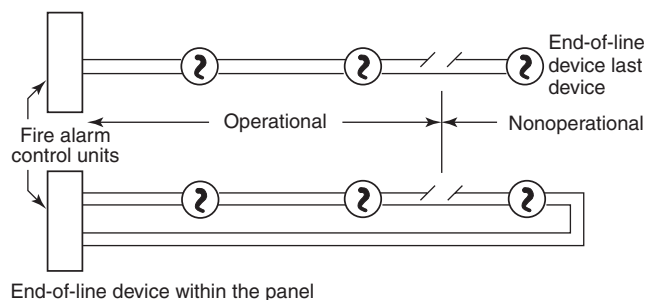 End-of-line
device last
device
Operational
Nonoperational
Fire alarm
control units
End-of-line device within the panel